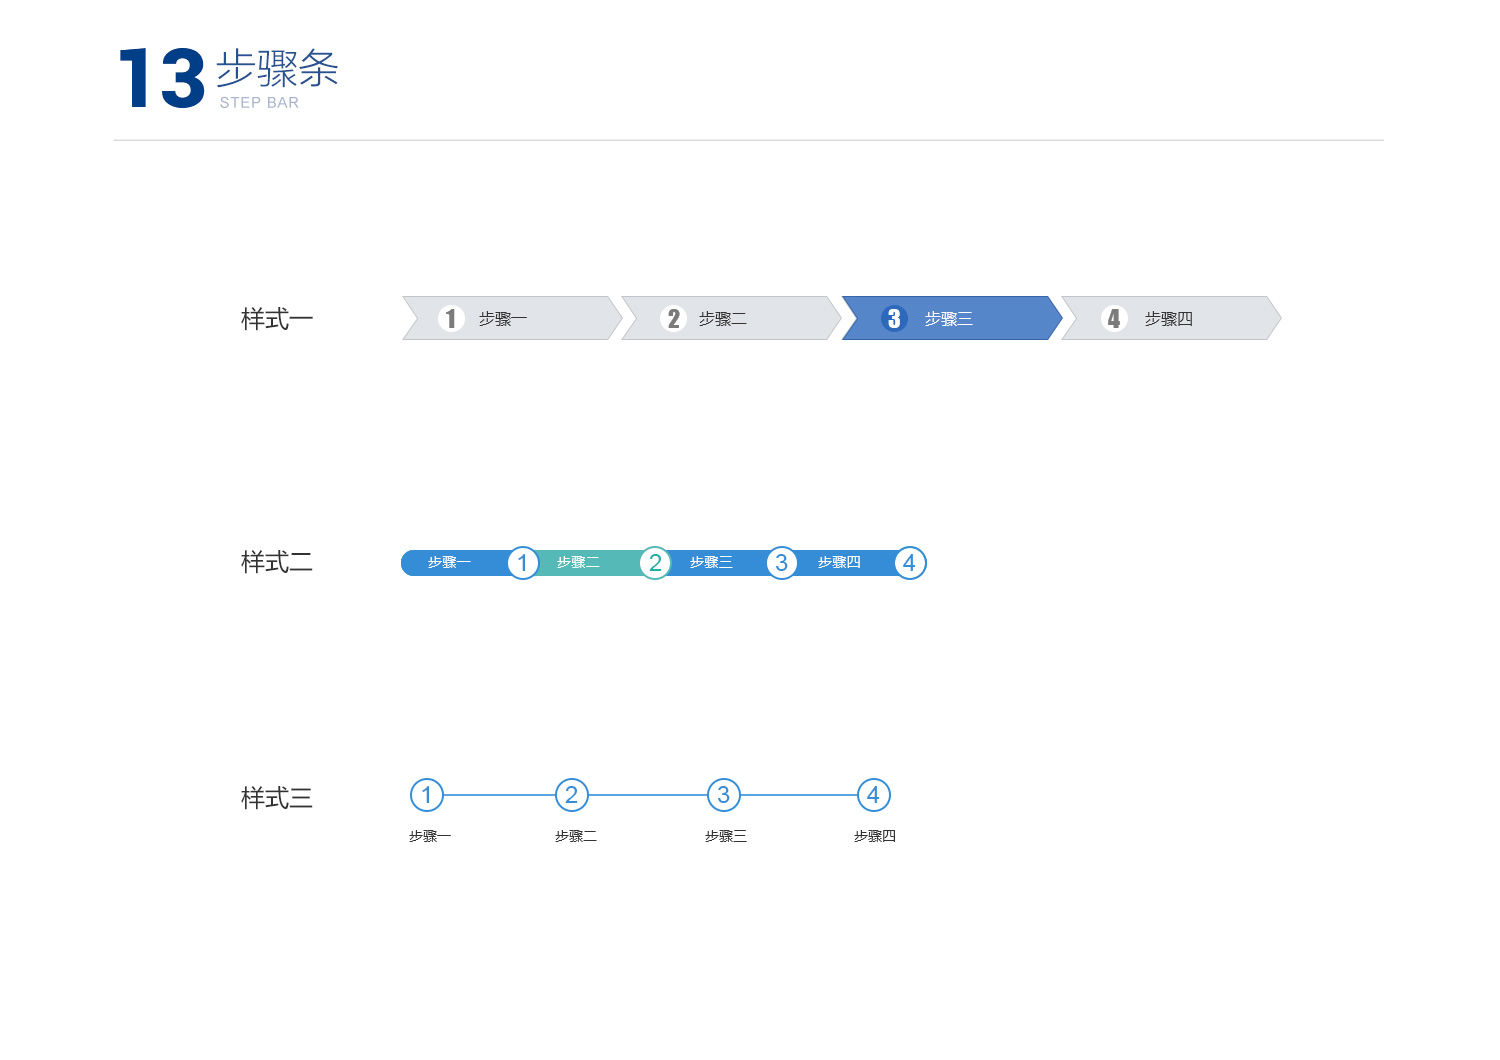 13 步骤条
STEP BAR
样式一 1 步骤一 2 步骤二 3 步骤三 4 步骤四
样式二 步骤一 1 步骤二 2 步骤三 3 步骤四 4
样式三 1 2 3 4
步骤一 步骤二 步骤三 步骤四